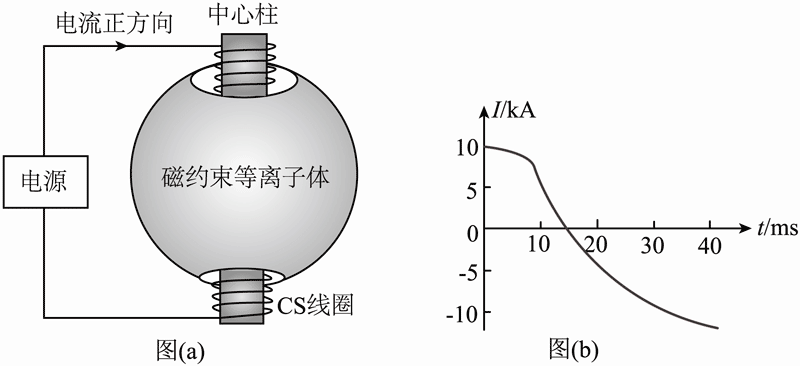 电流正方向
中心柱
电源
磁约束等离子体
CS线圈
图(a)
I/kA
10
5
0
-5
-10
10
20
30
40
t/ms
图(b)